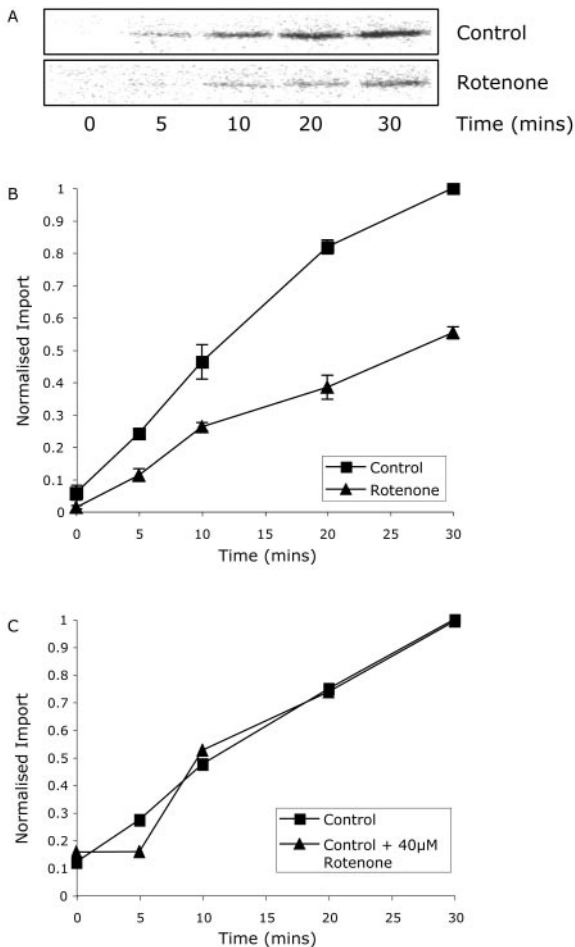 A
Control
Rotenone
0 5 10 20 30 Time (mins)
B
Normalised Import
1
0.9
0.8
0.7
0.6
0.5
0.4
0.3
0.2
0.1
0
0 5 10 15 20 25 30
Time (mins)
Control
Rotenone
C
Normalised Import
1
0.9
0.8
0.7
0.6
0.5
0.4
0.3
0.2
0.1
0
0 5 10 15 20 25 30
Time (mins)
Control
Control + 40µM
Rotenone